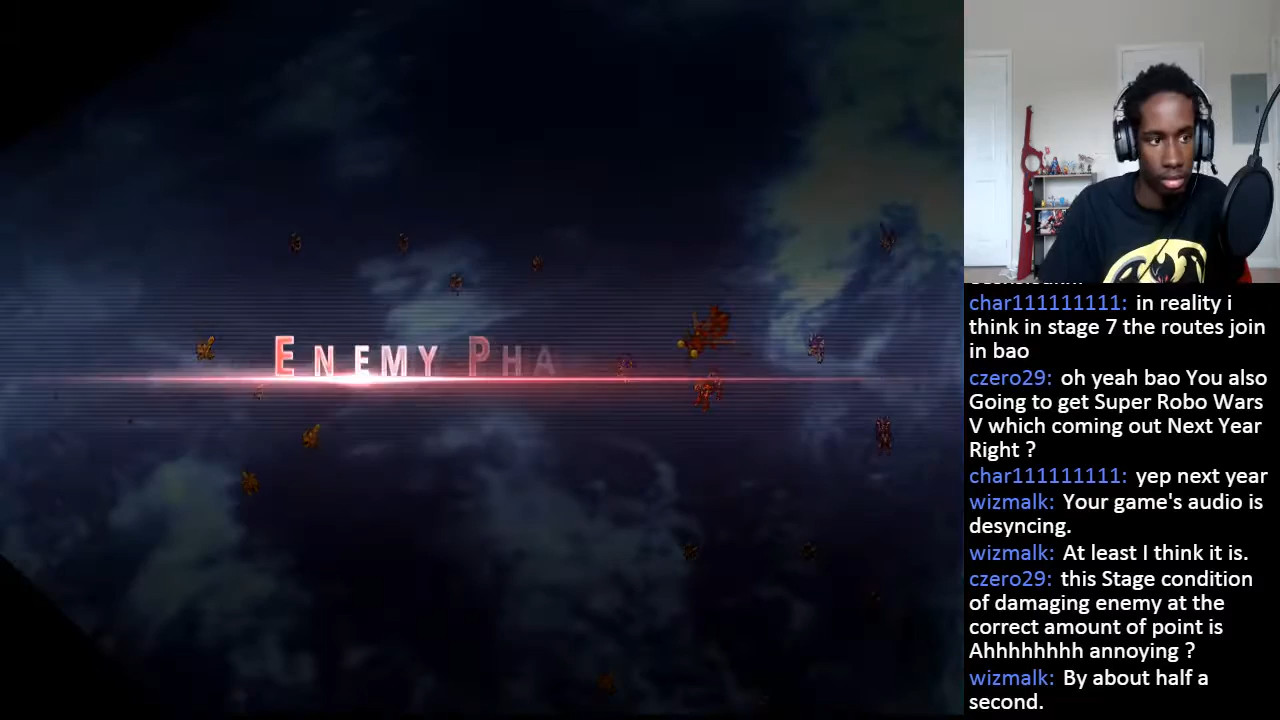 ENEMY PHA
char111111111: in reality i
think in stage 7 the routes join
in bao
czero29: oh yeah bao You also
Going to get Super Robo Wars
V which coming out Next Year
Right ?
char111111111: yep next year
wizmalk: Your game's audio is
desyncing.
wizmalk: At least I think it is.
czero29: this Stage condition
of damaging enemy at the
correct amount of point is
Ahhhhhhhh annoying ?
wizmalk: By about half a
second.